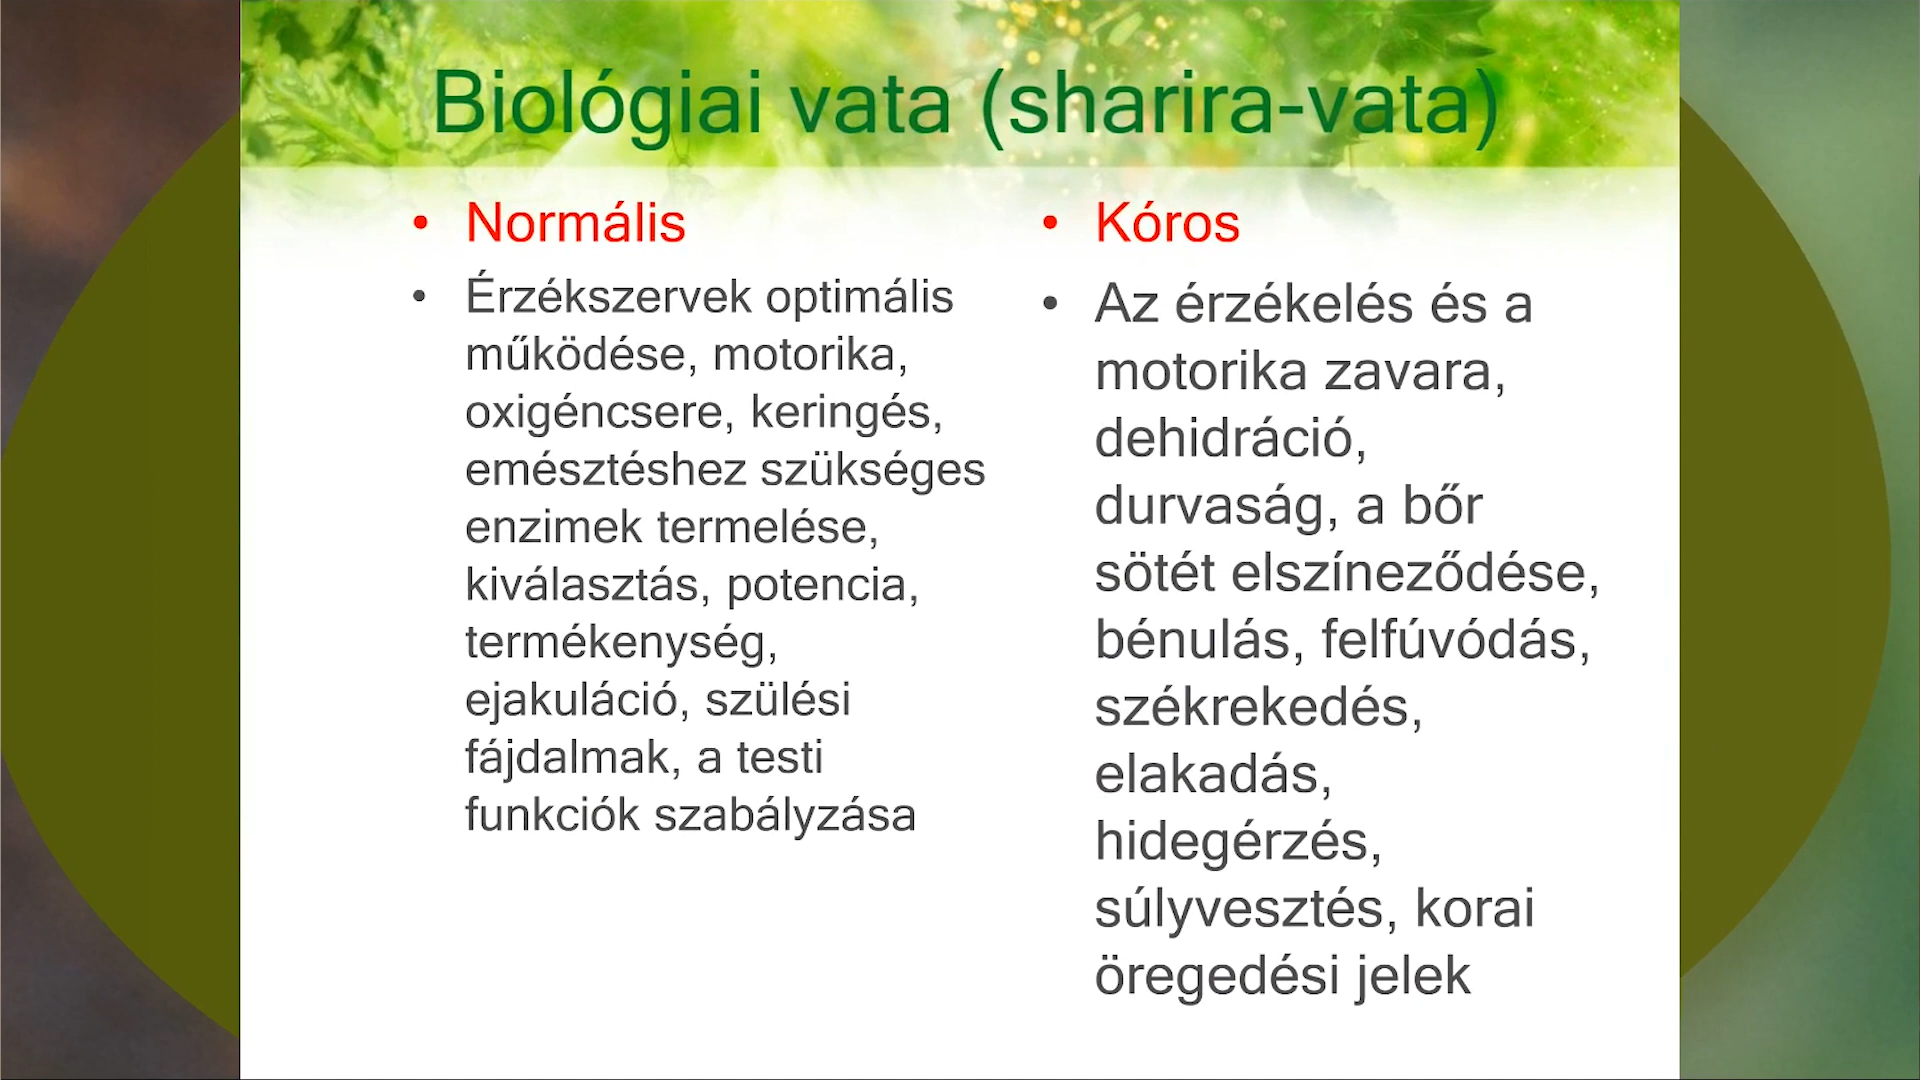 Biológiai vata (sharira-vata)
• Normális
• Érzékszervek optimális
működése, motorika,
oxigéncsere, keringés,
emésztéshez szükséges
enzimek termelése,
kiválasztás, potencia,
termékenység,
ejakuláció, szülési
fájdalmak, a testi
funkciók szabályzása
• Kóros
• Az érzékelés és a
motorika zavara,
dehidráció,
durvaság, a bőr
sötét elszíneződése,
bénulás, felfúvódás,
székrekedés,
elakadás,
hidegérzés,
súlyvesztés, korai
öregedési jelek